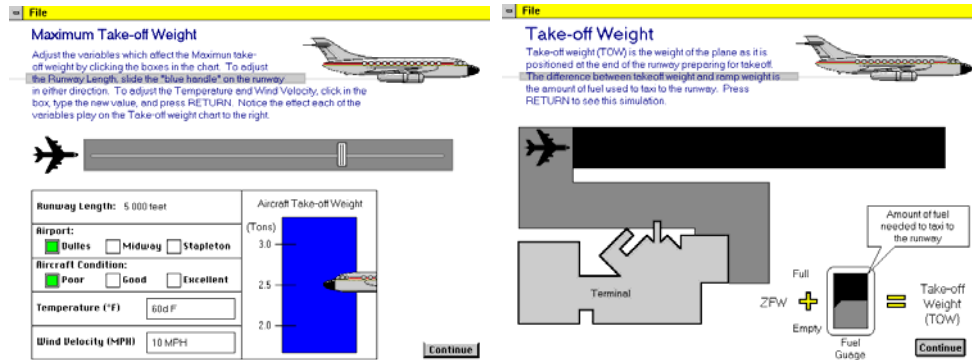 File
Maximum Take-off Weight
Adjust the variables which affect the Maximun take-
off weight by clicking the boxes in the chart. To adjust
the Runway Length, slide the "blue handle" on the runway
in either direction. To adjust the Temperature and Wind Velocity, click in the
box, type the new value, and press RETURN. Notice the effect each of the
variables play on the Take-off weight chart to the right.
Runway Length: 5 000 feet
Airport:
Dulles Midway Stapleton
Aircraft Condition:
Poor Good Excellent
Temperature (°F) 60d F
Wind Velocity (MPH) 10 MPH
Aircraft Take-off Weight
(Tons)
3.0
2.5
2.0
Continue
File
Take-off Weight
Take-off weight (TOW) is the weight of the plane as it is
positioned at the end of the runway preparing for takeoff.
The difference between takeoff weight and ramp weight is
the amount of fuel used to taxi to the runway. Press
RETURN to see this simulation.
Terminal
Amount of fuel
needed to taxi to
the runway
ZFW
Full
Empty
Fuel
Guage
Take-off
Weight
(TOW)
Continue